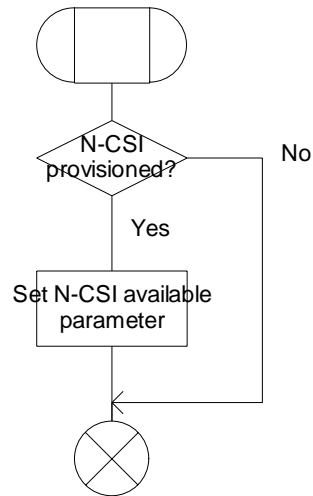 N-CSI
provisioned?
No
Yes
Set N-CSI available
parameter